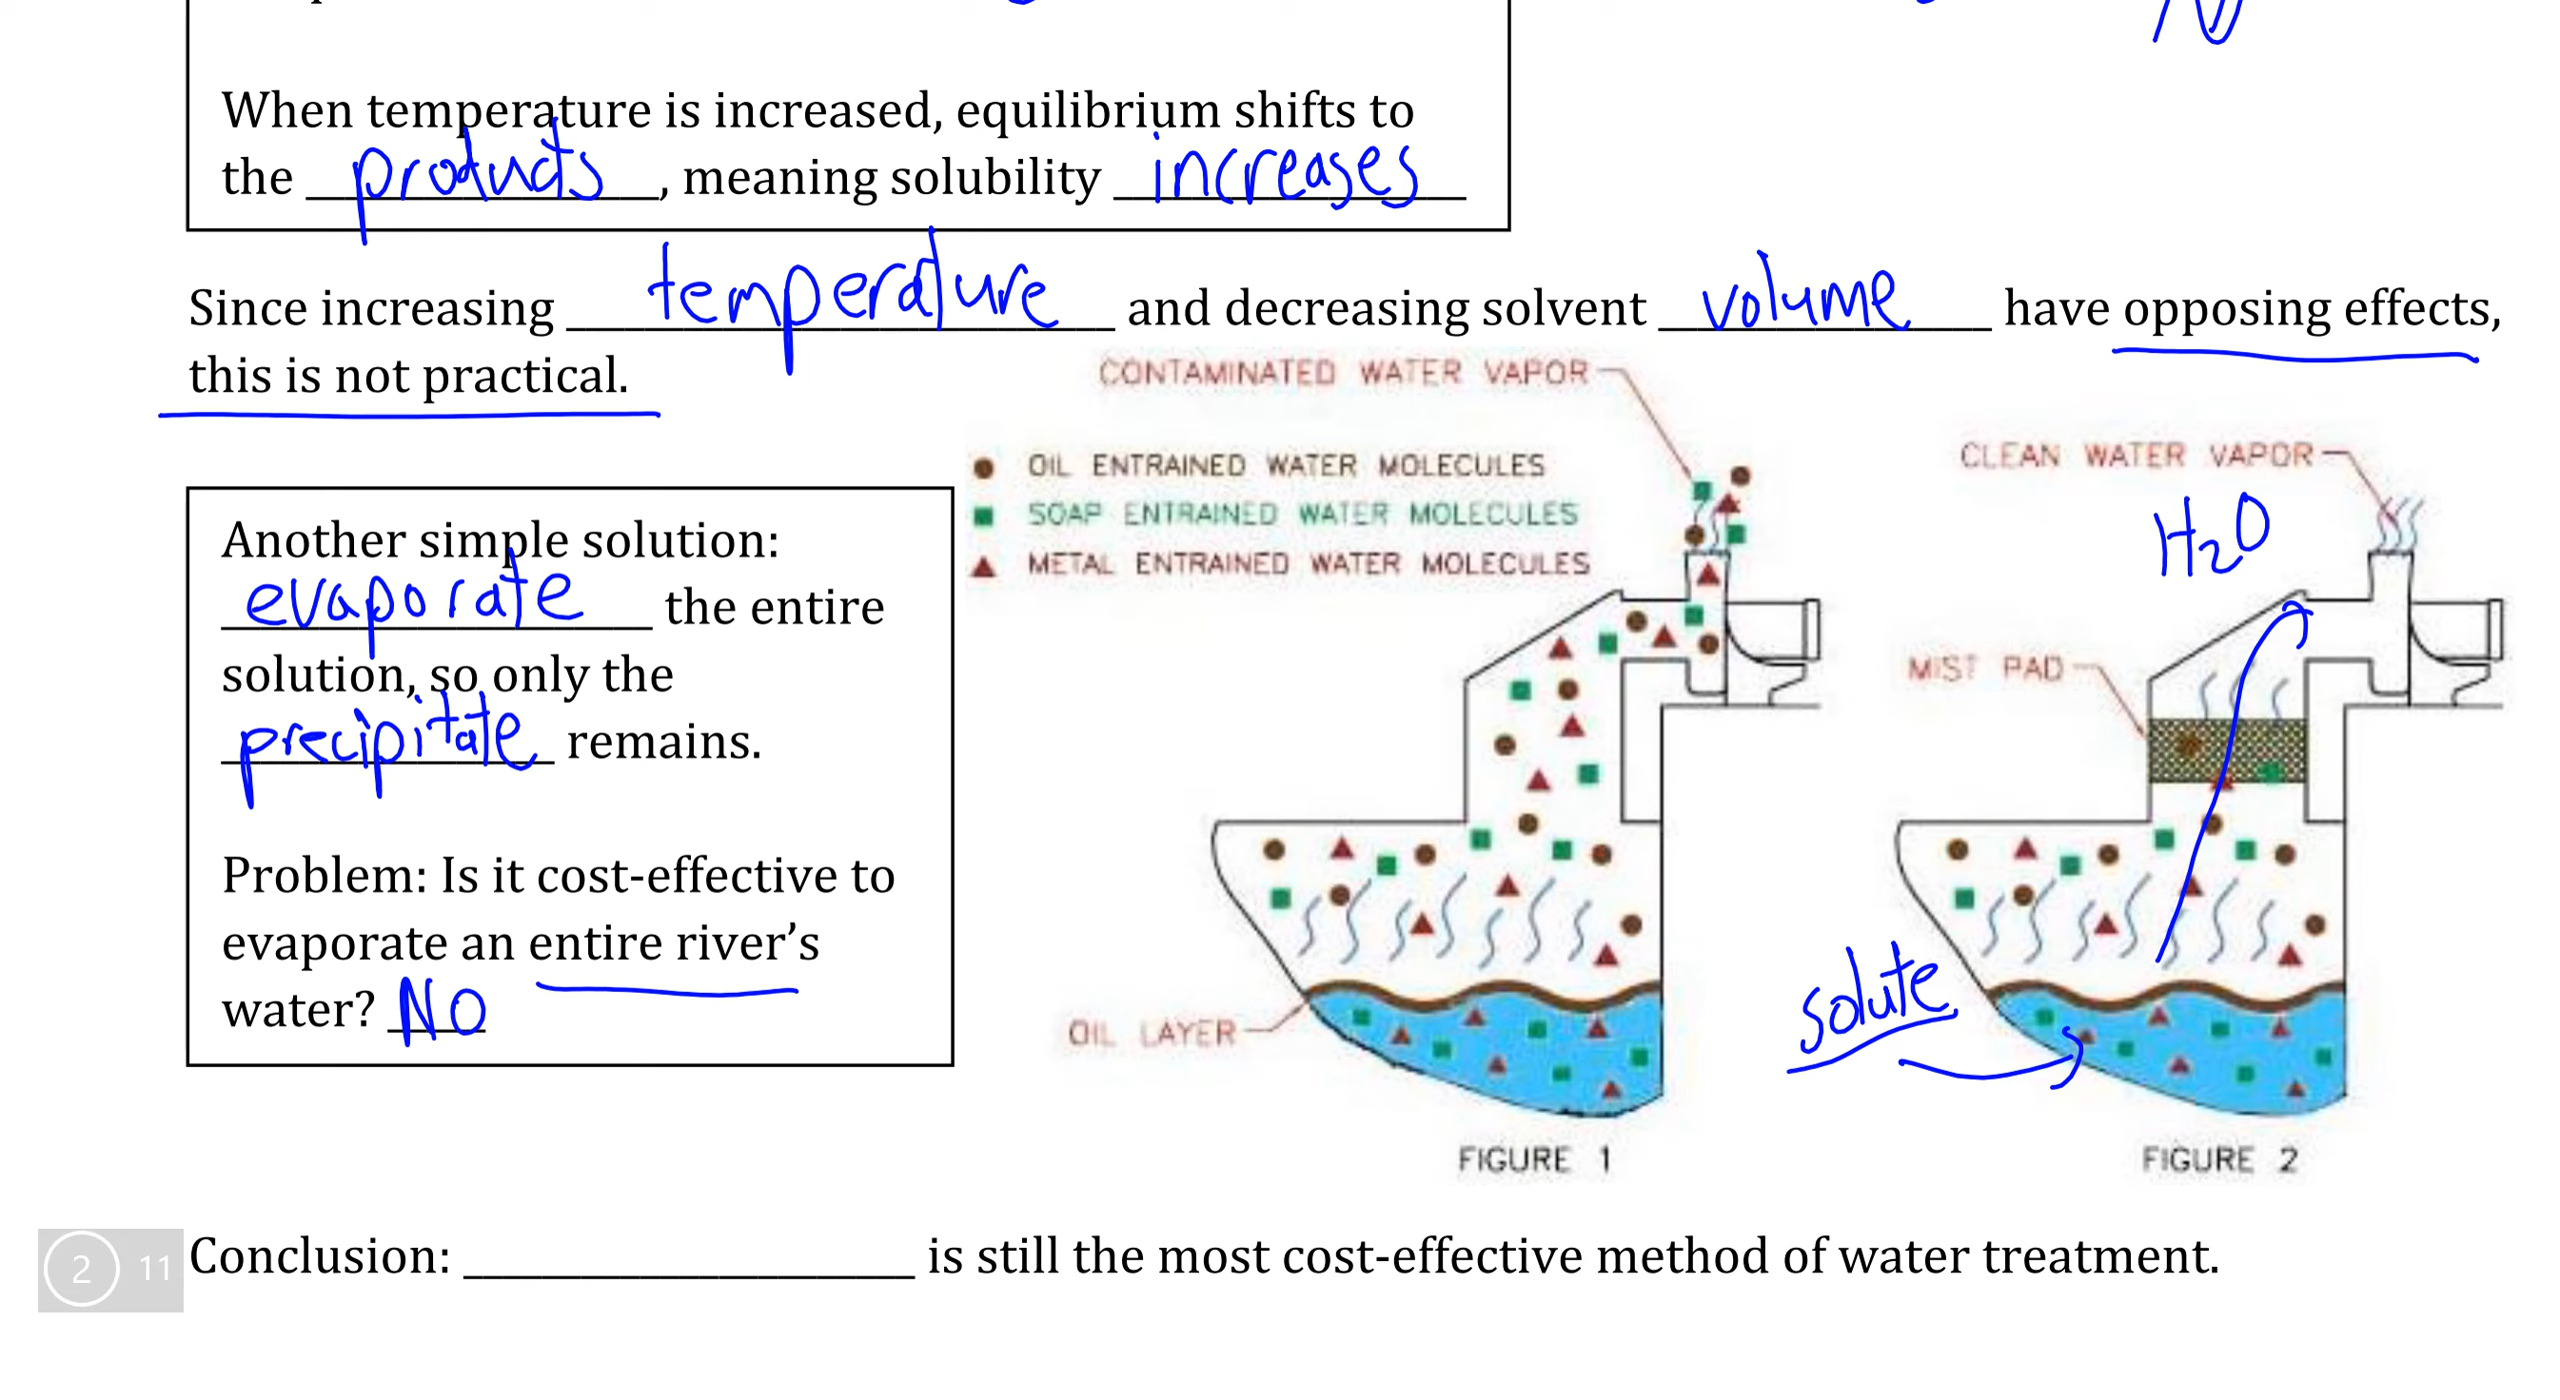 When temperature is increased, equilibrium shifts to
the products, meaning solubility increases
Since increasing temperature and decreasing solvent volume have opposing effects,
this is not practical.
Another simple solution:
evaporate the entire
solution, so only the
precipitate remains.
Problem: Is it cost-effective to
evaporate an entire river's
water? NO
CONTAMINATED WATER VAPOR
OIL ENTRAINED WATER MOLECULES
SOAP ENTRAINED WATER MOLECULES
METAL ENTRAINED WATER MOLECULES
OIL LAYER
FIGURE 1
CLEAN WATER VAPOR
H2O
MIST PAD
solute
FIGURE 2
2 11
Conclusion: ____________ is still the most cost-effective method of water treatment.